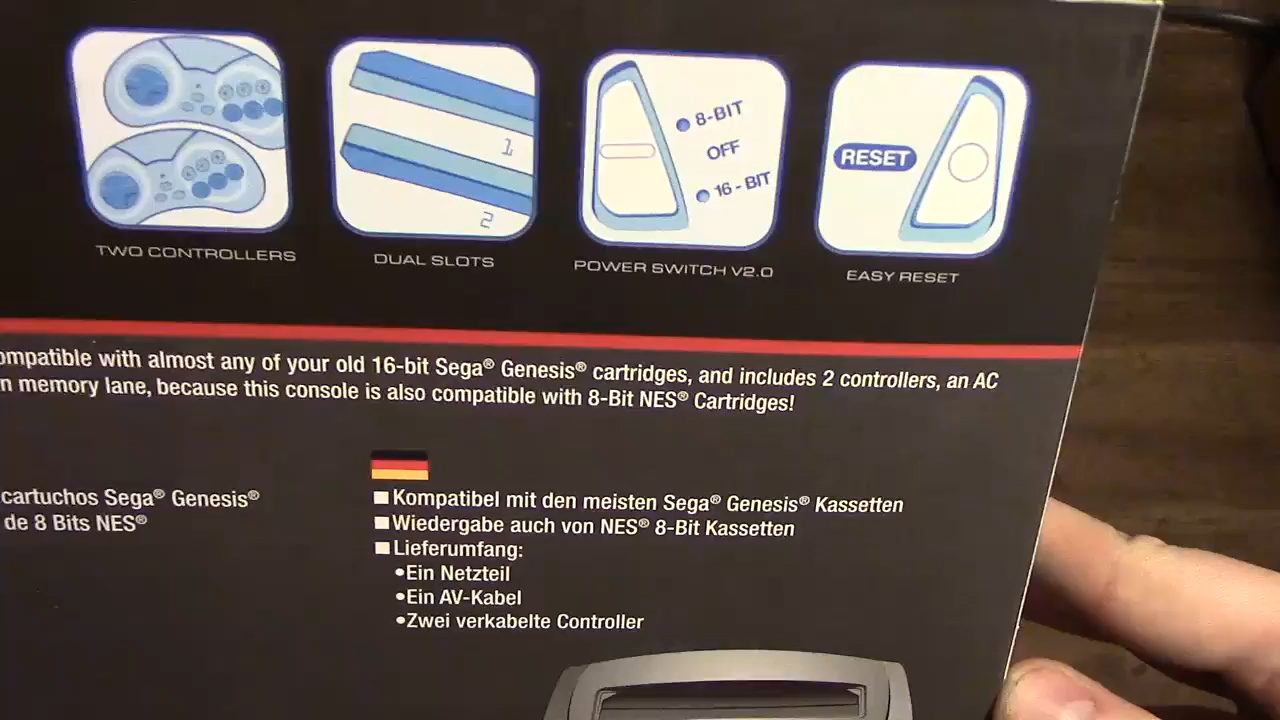 8-BIT
OFF
16 - BIT
RESET
1
2
TWO CONTROLLERS
DUAL SLOTS
POWER SWITCH V2.0
EASY RESET
with almost any of your old 16-bit Sega® Genesis® cartridges, and includes 2 controllers, an AC
memory lane, because this console is also compatible with 8-Bit NES® Cartridges!
cartuchos Sega® Genesis®
de 8 Bits NES®
■Kompatibel mit den meisten Sega® Genesis® Kassetten
■Wiedergabe auch von NES® 8-Bit Kassetten
■Lieferumfang:
•Ein Netzteil
•Ein AV-Kabel
•Zwei verkabelte Controller